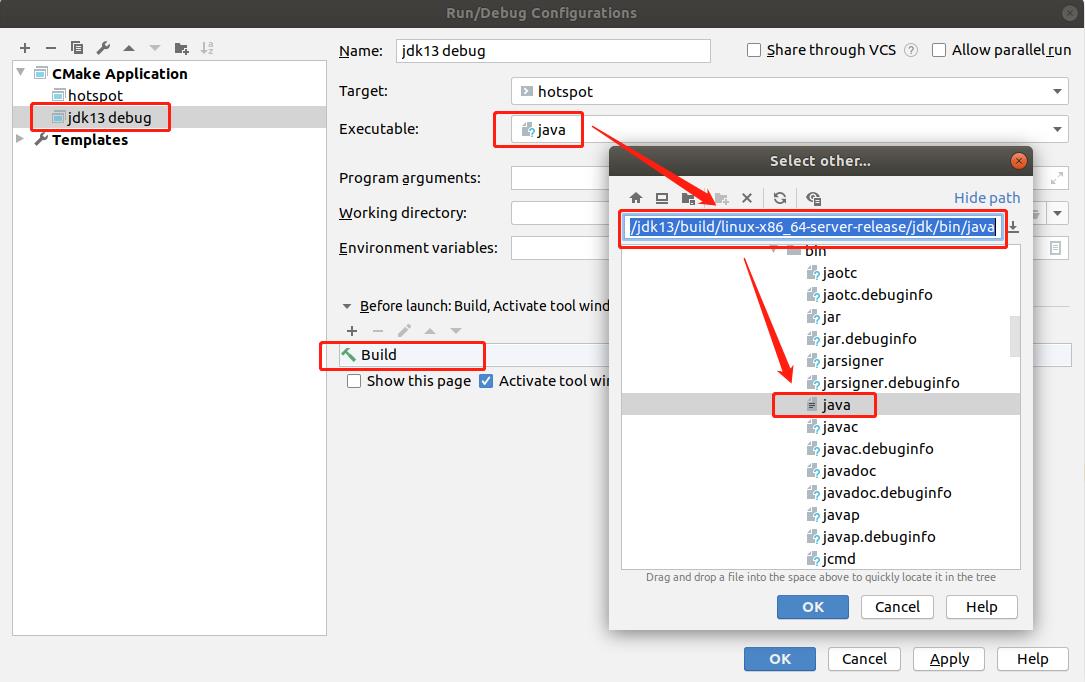 Run/Debug Configurations
Name: jdk13 debug
Share through VCS ?
Allow parallel run
CMake Application
hotspot
jdk13 debug
Templates
Target: hotspot
Executable: java
Program arguments:
Working directory:
Environment variables:
Before launch: Build, Activate tool wind
Build
Show this page
Activate tool wi
Select other...
Hide path
/jdk13/build/linux-x86_64-server-release/jdk/bin/java
bin
jaotc
jaotc.debuginfo
jar
jar.debuginfo
jarsigner
jarsigner.debuginfo
java
javac
javac.debuginfo
javadoc
javadoc.debuginfo
javap
javap.debuginfo
jcmd
Drag and drop a file into the space above to quickly locate it in the tree
OK Cancel Help
OK Cancel Apply Help